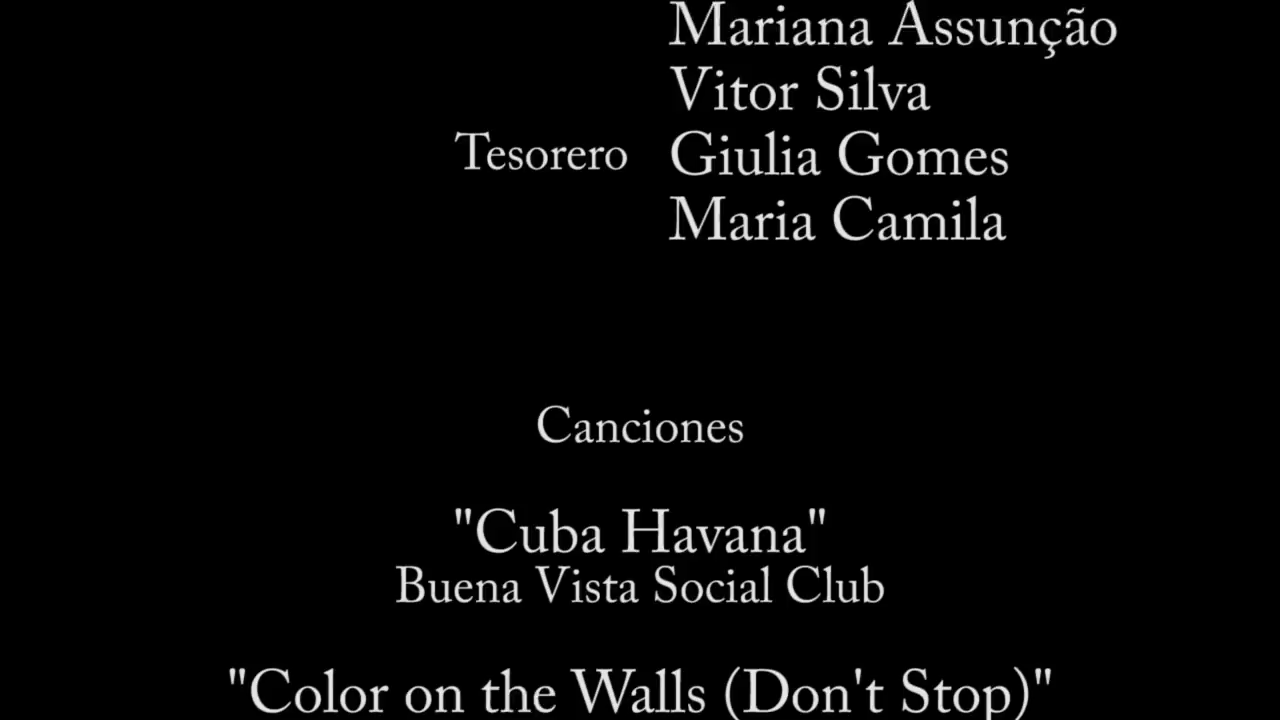 Mariana Assunção
Vitor Silva
Tesorero Giulia Gomes
Maria Camila
Canciones
"Cuba Havana"
Buena Vista Social Club
"Color on the Walls (Don't Stop)"